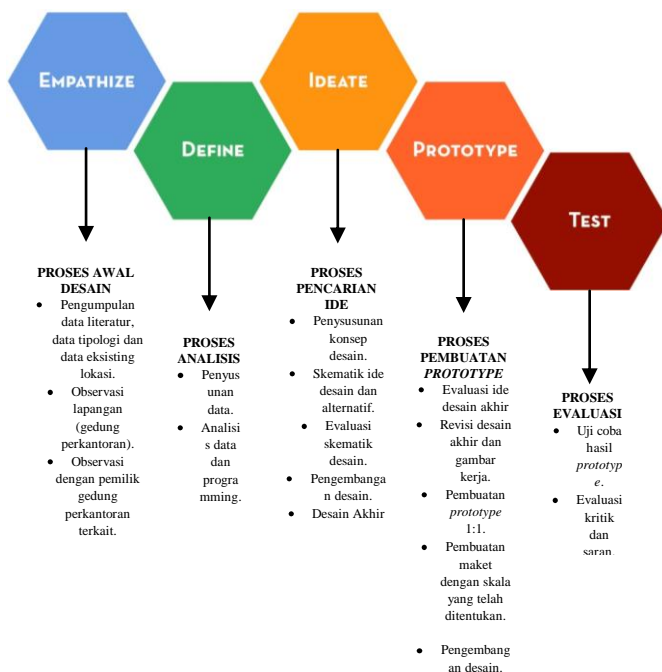 EMPATHIZE
DEFINE
IDEATE
PROTOTYPE
TEST
PROSES AWAL
DESAIN
• Pengumpulan
data literatur,
data tipologi dan
data eksisting
lokasi.
• Observasi
lapangan
(gedung
perkantoran).
• Observasi
dengan pemilik
gedung
perkantoran
terkait.
PROSES
ANALISIS
• Penyus
unan
data.
• Analisi
s data
dan
progra
mming.
PROSES
PENCARIAN
IDE
• Penysusunan
konsep
desain.
• Skematik ide
desain dan
alternatif.
• Evaluasi
skematik
desain.
• Pengembanga
n desain.
• Desain Akhir
PROSES
PEMBUATAN
PROTOTYPE
• Evaluasi ide
desain akhir
• Revisi desain
akhir dan
gambar
kerja.
• Pembuatan
prototype
1:1.
• Pembuatan
maket
dengan skala
yang telah
ditentukan.
• Pengembang
an desain.
PROSES
EVALUASI
• Uji coba
hasil
prototyp
e.
• Evaluasi
kritik
dan
saran.